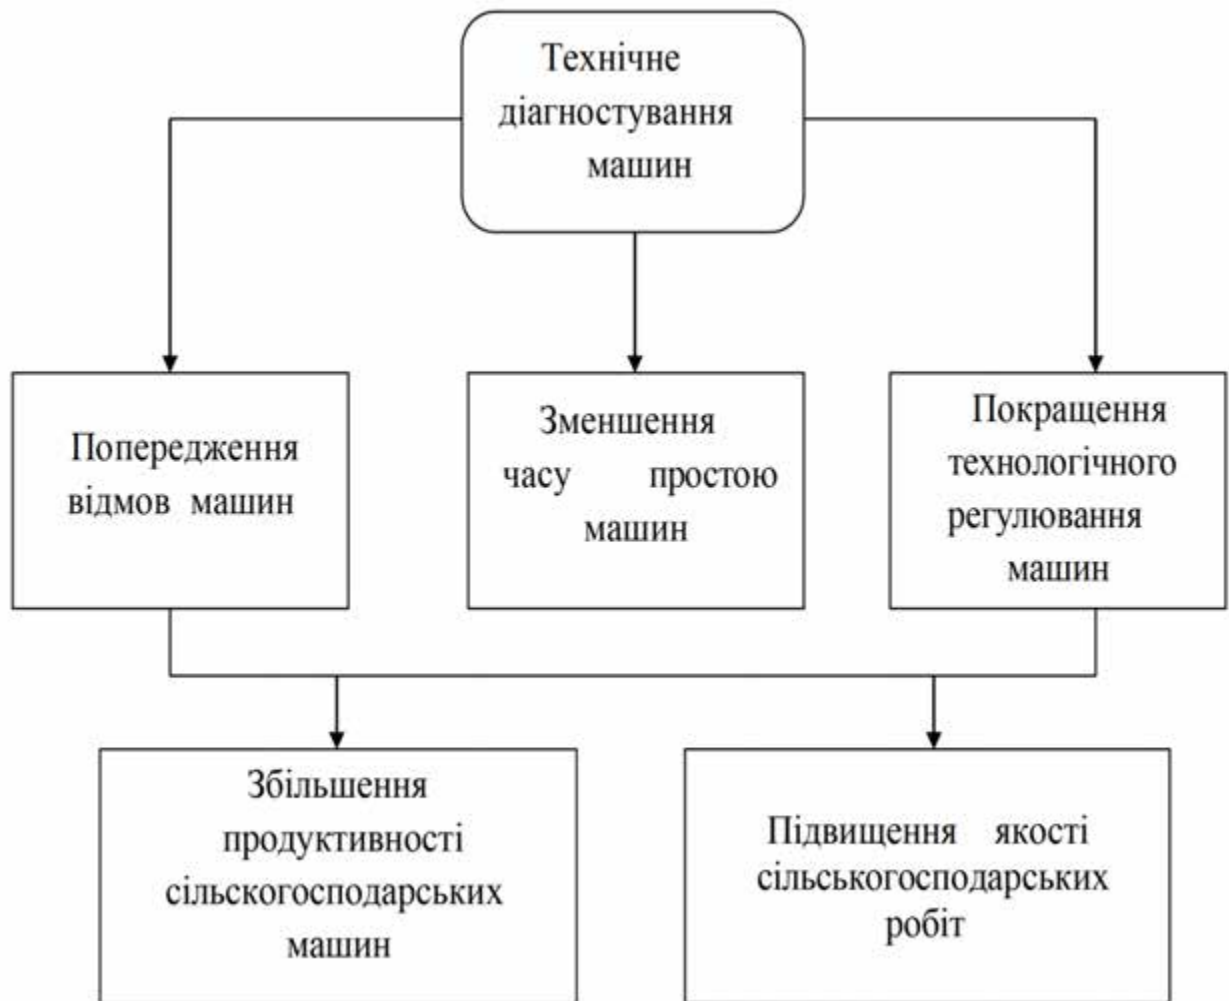 Технічне
діагностування
машин
Попередження
відмов машин
Зменшення
часу простою
машин
Покращення
технологічного
регулювання
машин
Збільшення
продуктивності
сільскогосподарських
машин
Підвищення якості
сільськогосподарських
робіт